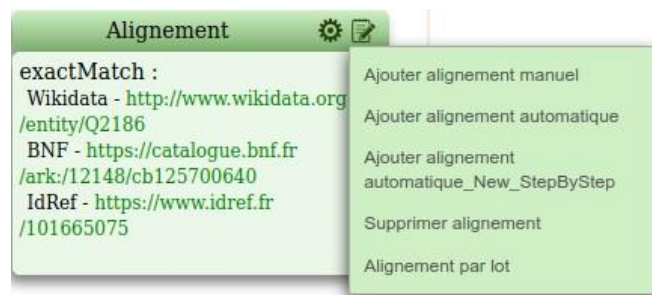 Alignement
exactMatch :
Wikidata - http://www.wikidata.org
/entity/Q2186
BNF - https://catalogue.bnf.fr
/ark:/12148/cb125700640
IdRef - https://www.idref.fr
/101665075
Ajouter alignement manuel
Ajouter alignement automatique
Ajouter alignement
automatique_New_StepByStep
Supprimer alignement
Alignement par lot